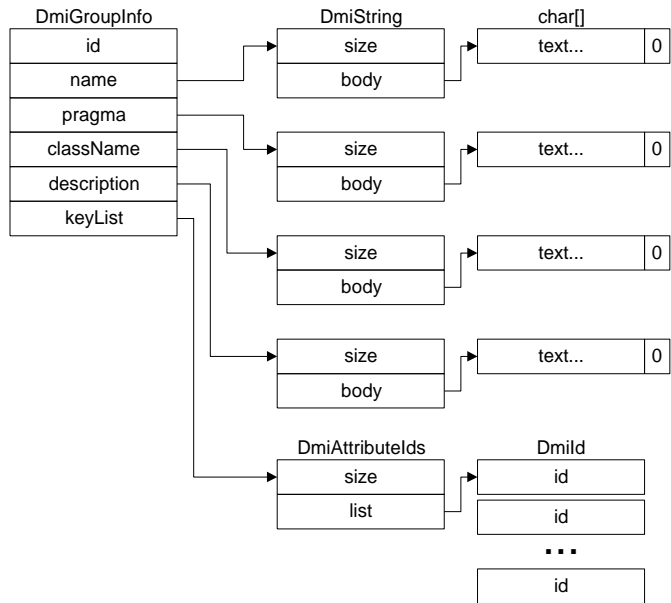 DmiGroupInfo DmiString char[]
id size text... 0
name body
pragma size text... 0
className body
description
keyList size text... 0
body
size text... 0
body
DmiAttributeIds DmiId
size id
list id
...
id